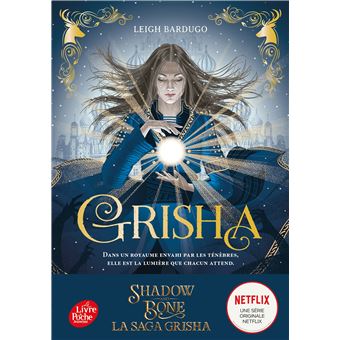 LEIGH BARDUGO
GRISHA
DANS UN ROYAUME ENVAHI PAR LES TÉNÈBRES,
ELLE EST LA LUMIÈRE QUE CHACUN ATTEND.
SHADOW
AND
BONE
LA SAGA GRISHA
LE LIVRE
DE
POCHE
JEUNESSE
NETFLIX
UNE SÉRIE
ORIGINALE
NETFLIX